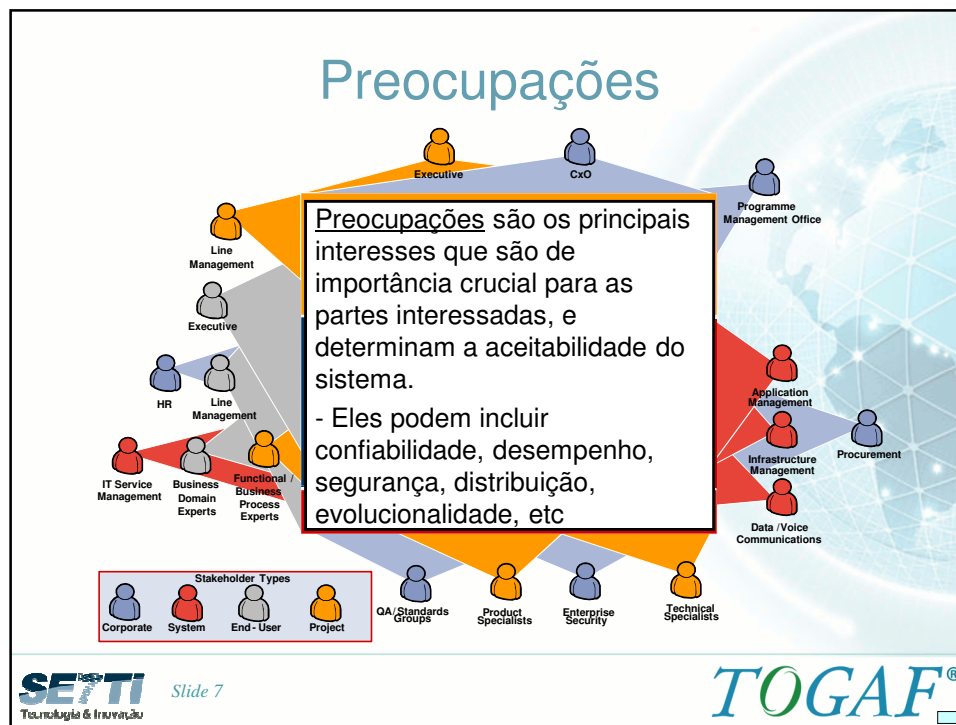 Preocupações
Executive
CxO
Programme
Management Office
Line
Management
Preocupações são os principais
interesses que são de
importância crucial para as
partes interessadas, e
determinam a aceitabilidade do
sistema.
- Eles podem incluir
confiabilidade, desempenho,
segurança, distribuição,
evolucionalidade, etc
Executive
HR
Line
Management
Application
Management
Infrastructure
Management
Procurement
IT Service
Management
Business
Domain
Experts
Functional /
Business
Process
Experts
Data /Voice
Communications
Stakeholder Types
Corporate
System
End - User
Project
QA/ Standards
Groups
Product
Specialists
Enterprise
Security
Technical
Specialists
SETTI
Tecnologia & Inovação
Slide 7
TOGAF®